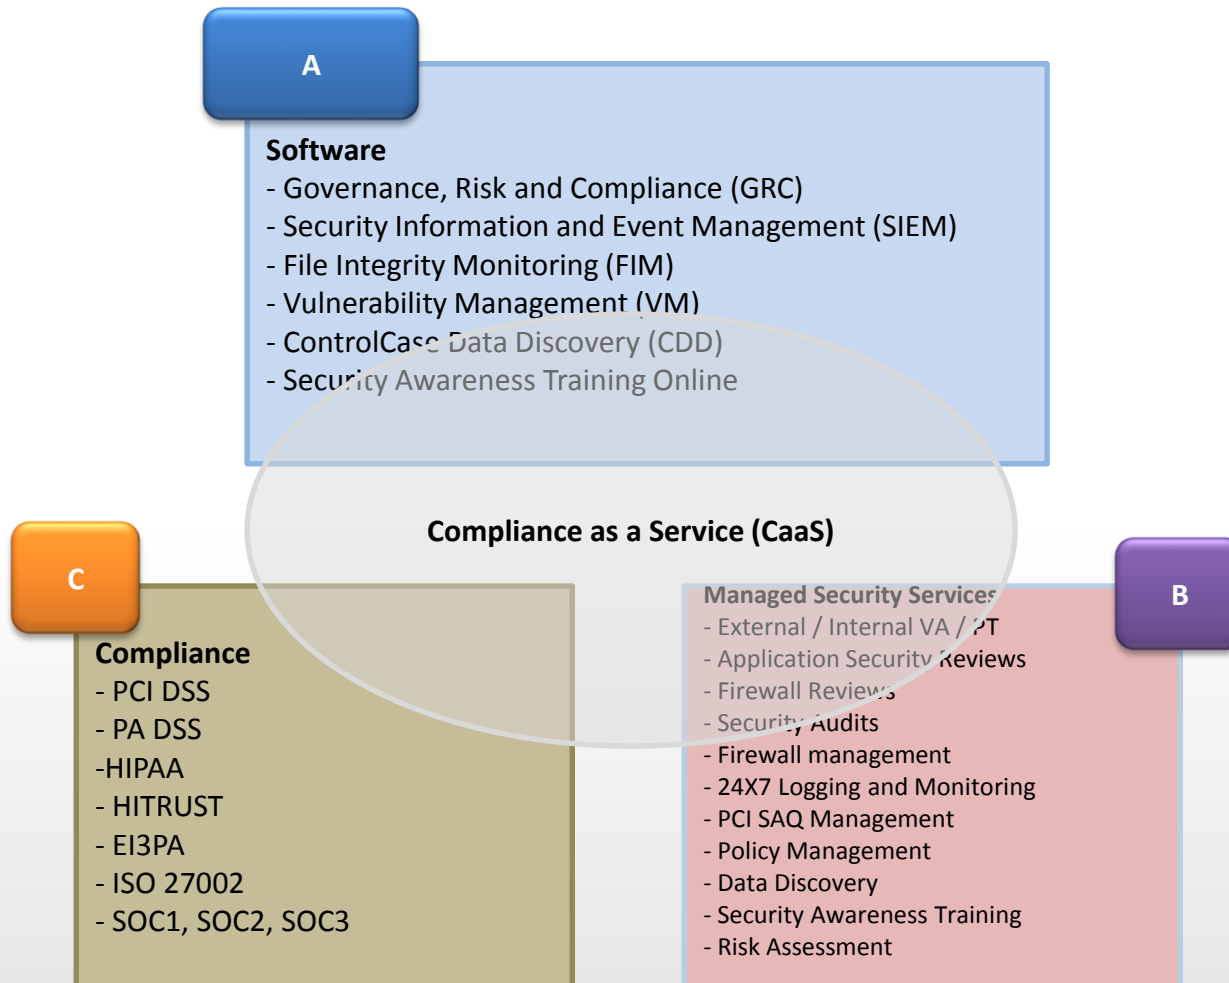 A
Software
- Governance, Risk and Compliance (GRC)
- Security Information and Event Management (SIEM)
- File Integrity Monitoring (FIM)
- Vulnerability Management (VM)
- ControlCase Data Discovery (CDD)
- Security Awareness Training Online
Compliance as a Service (CaaS)
C
Compliance
- PCI DSS
- PA DSS
-HIPAA
- HITRUST
- EI3PA
- ISO 27002
- SOC1, SOC2, SOC3
B
Managed Security Services
- External / Internal VA / PT
- Application Security Reviews
- Firewall Reviews
- Security Audits
- Firewall management
- 24X7 Logging and Monitoring
- PCI SAQ Management
- Policy Management
- Data Discovery
- Security Awareness Training
- Risk Assessment